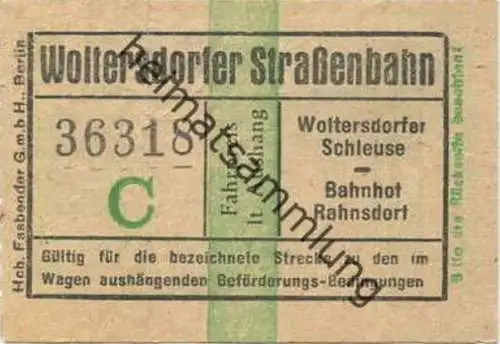 Woltersdorfer Straßenbahn
36318
C
Fahrpreis
lt. Aushang
Woltersdorfer
Schleuse
–
Bahnhof
Rahnsdorf
Gültig für die bezeichnete Strecke zu den im
Wagen aushängenden Beförderungs-Bedingungen
Hch. Fasbender G.m.b.H., Berlin
Bitte die Rückseite beachten!
heimatsammlung